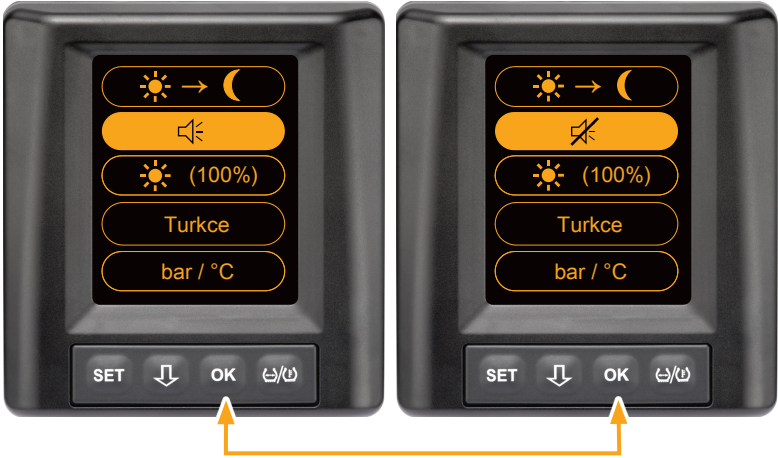 (100%)
Turkce
bar / °C
SET OK
(100%)
Turkce
bar / °C
SET OK